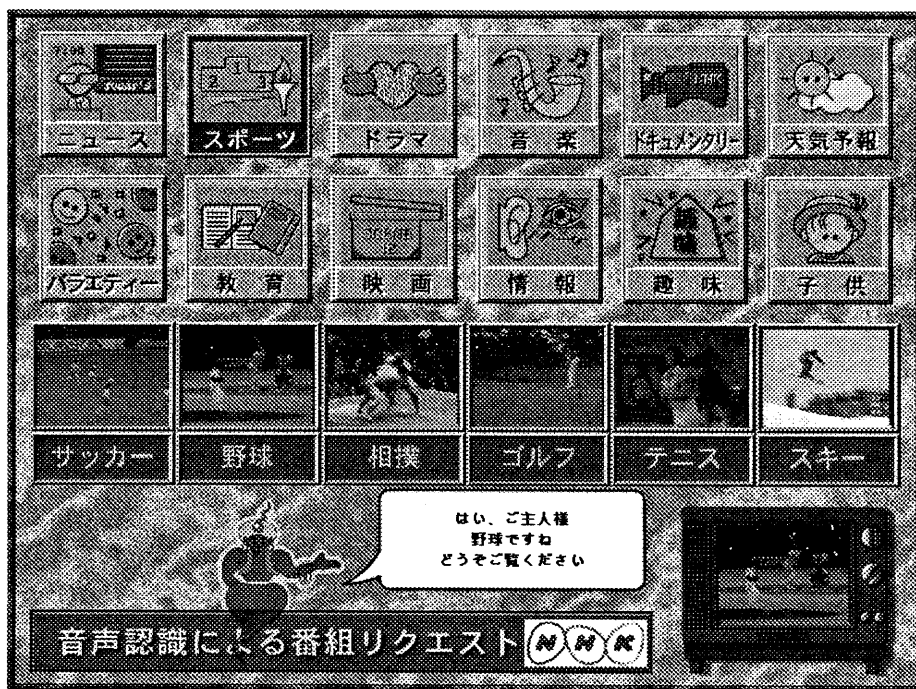 ニュース
スポーツ
ドラマ
音楽
ドキュメンタリー
天気予報
バラエティー
教育
映画
情報
趣味
子供
サッカー
野球
相撲
ゴルフ
テニス
スキー
はい、ご主人様
野球ですね
どうぞご覧ください
音声認識による番組リクエスト NHK